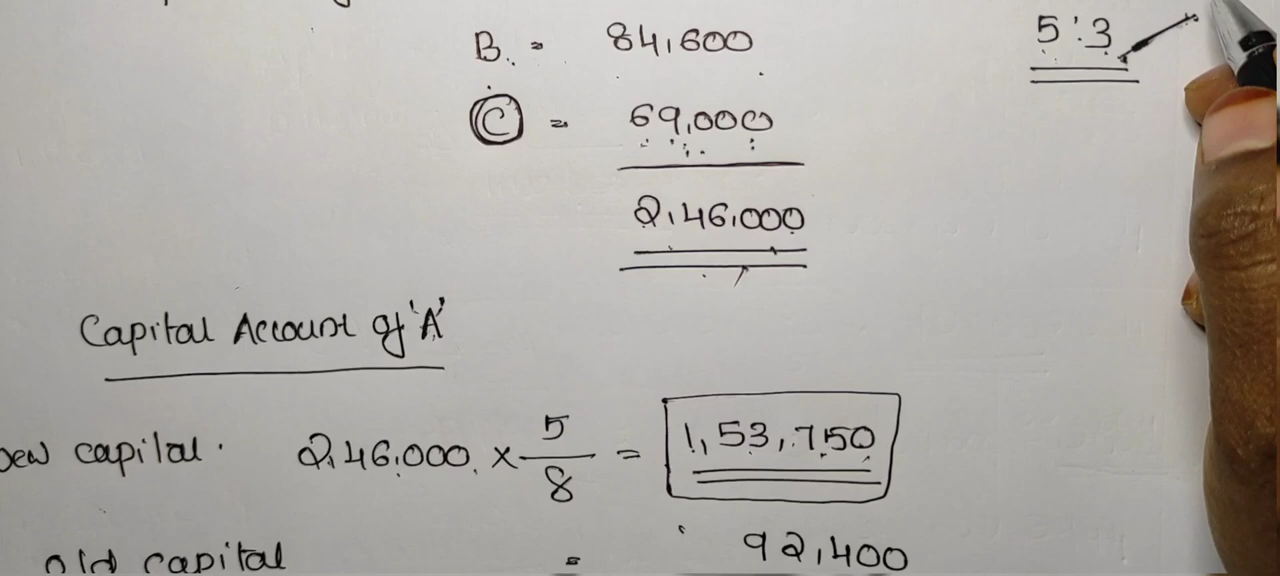 B. = 84,600
5:3
C = 69,000
2,46,000
Capital Account of 'A'
new capital. 2,46,000 × 5/8 = 1,53,750
old capital = 92,400